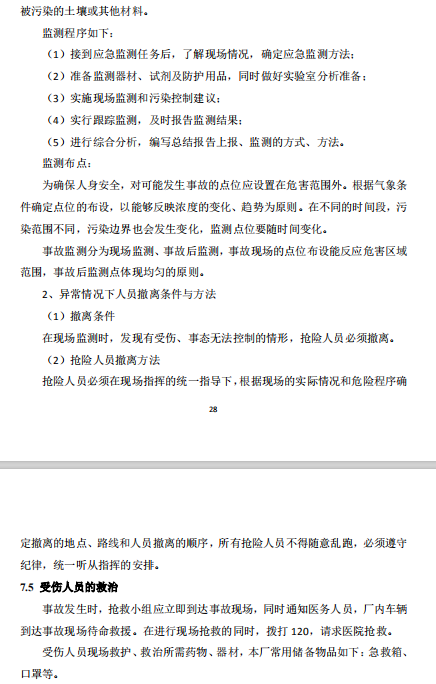 被污染的土壤或其他材料。
监测程序如下:
（1）接到应急监测任务后，了解现场情况，确定应急监测方法;
（2）准备监测器材、试剂及防护用品，同时做好实验室分析准备;
（3）实施现场监测和污染控制建议;
（4）实行跟踪监测，及时报告监测结果;
（5）进行综合分析，编写总结报告上报、监测的方式、方法。
监测布点:
为确保人身安全，对可能发生事故的点位应设置在危害范围外。根据气象条
件确定点位的布设，以能够反映浓度的变化、趋势为原则。在不同的时间段，污
染范围不同，污染边界也会发生变化，监测点位要随时间变化。
事故监测分为现场监测、事故后监测，事故现场的点位布设能反应危害区域
范围，事故后监测点体现均匀的原则。
2、异常情况下人员撤离条件与方法
（1）撤离条件
在现场监测时，发现有受伤、事态无法控制的情形，抢险人员必须撤离。
（2）抢险人员撤离方法
抢险人员必须在现场指挥的统一指导下，根据现场的实际情况和危险程序确
28
定撤离的地点、路线和人员撤离的顺序，所有抢险人员不得随意乱跑，必须遵守
纪律，统一听从指挥的安排。
7.5 受伤人员的救治
事故发生时，抢救小组应立即到达事故现场，同时通知医务人员，厂内车辆
到达事故现场待命救援。在进行现场抢救的同时，拨打 120，请求医院抢救。
受伤人员现场救护、救治所需药物、器材，本厂常用储备物品如下: 急救箱、
口罩等。